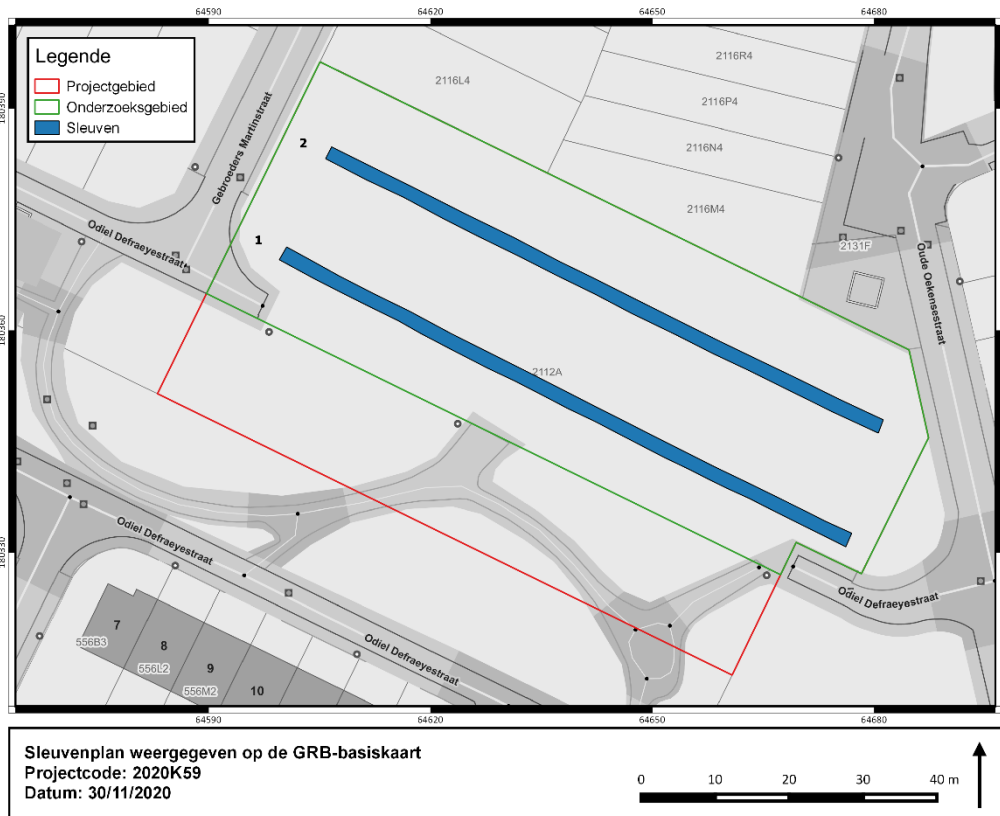 64590 64620 64650 64680
Legende
Projectgebied
Onderzoeksgebied
Sleuven
180390
180360
180330
2116L4
2116R4
2116P4
2116N4
2116M4
2131F
2112A
Gebroeders Martinstraat
Odiel Defraeyestraat
Oude Oekensestraat
2
1
Odiel Defraeyestraat
Odiel Defraeyestraat
Odiel Defraeyestraat
7
8
9
10
556B3
556L2
556M2
64590 64620 64650 64680
Sleuvenplan weergegeven op de GRB-basiskaart
Projectcode: 2020K59
Datum: 30/11/2020
0 10 20 30 40 m